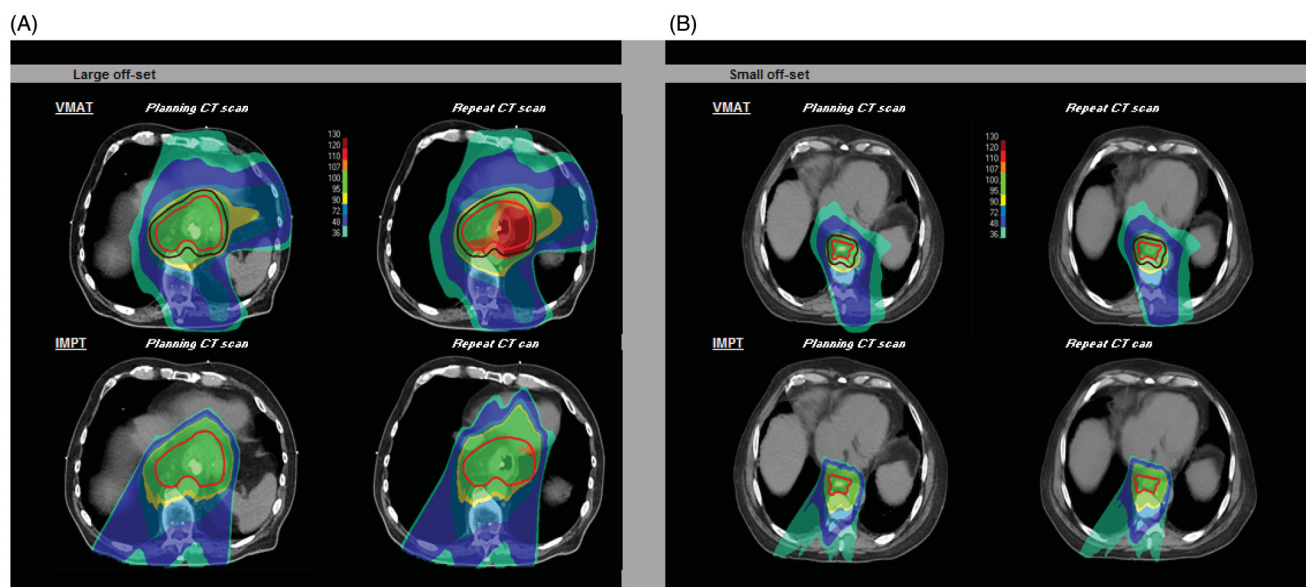 (A)
Large off-set
VMAT
Planning CT scan
Repeat CT scan
130
120
110
107
100
95
90
72
48
36
IMPT
Planning CT scan
Repeat CT can
(B)
Small off-set
VMAT
Planning CT scan
Repeat CT scan
130
120
110
107
100
95
90
72
48
36
IMPT
Planning CT scan
Repeat CT can